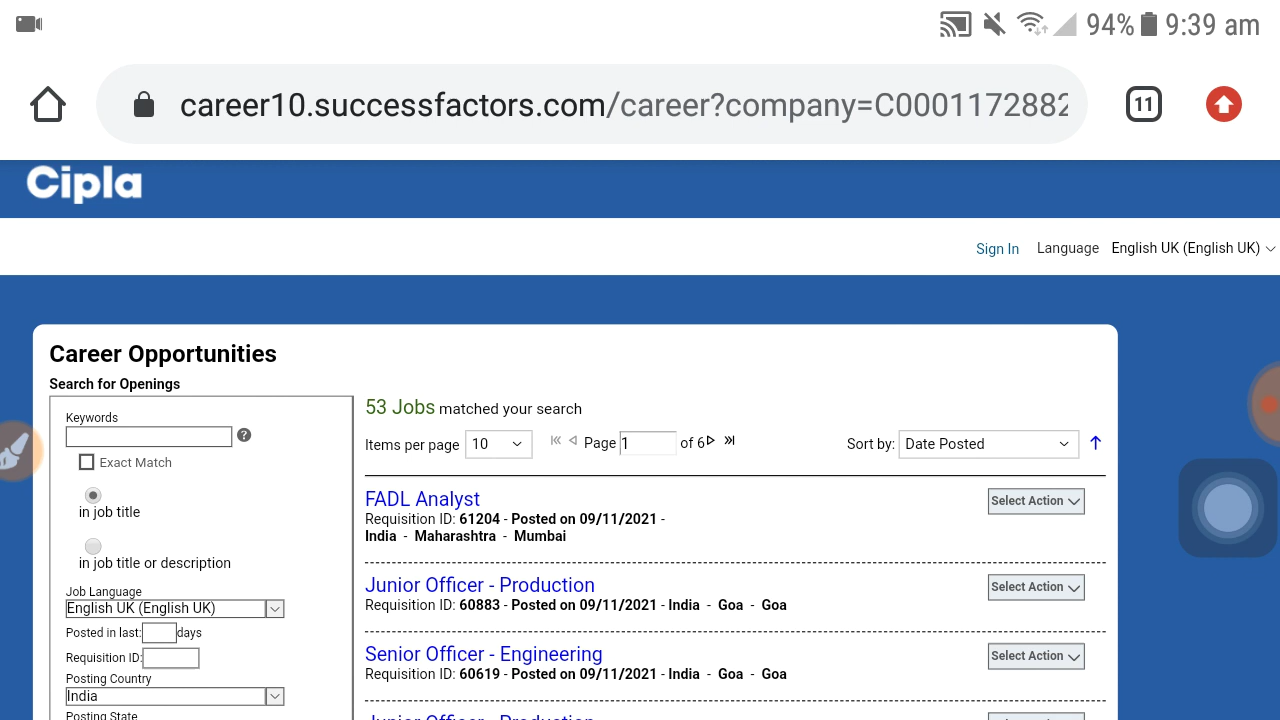 94% 9:39 am
career10.successfactors.com/career?company=C0001172882
11
Cipla
Sign In Language English UK (English UK)
Career Opportunities
Search for Openings
Keywords
?
Exact Match
in job title
in job title or description
Job Language
English UK (English UK)
Posted in last: days
Requisition ID:
Posting Country
India
Posting State
53 Jobs matched your search
Items per page 10 Page 1 of 6 Sort by: Date Posted
FADL Analyst Select Action
Requisition ID: 61204 - Posted on 09/11/2021 -
India - Maharashtra - Mumbai
Junior Officer - Production Select Action
Requisition ID: 60883 - Posted on 09/11/2021 - India - Goa - Goa
Senior Officer - Engineering Select Action
Requisition ID: 60619 - Posted on 09/11/2021 - India - Goa - Goa
Junior Officer - Production